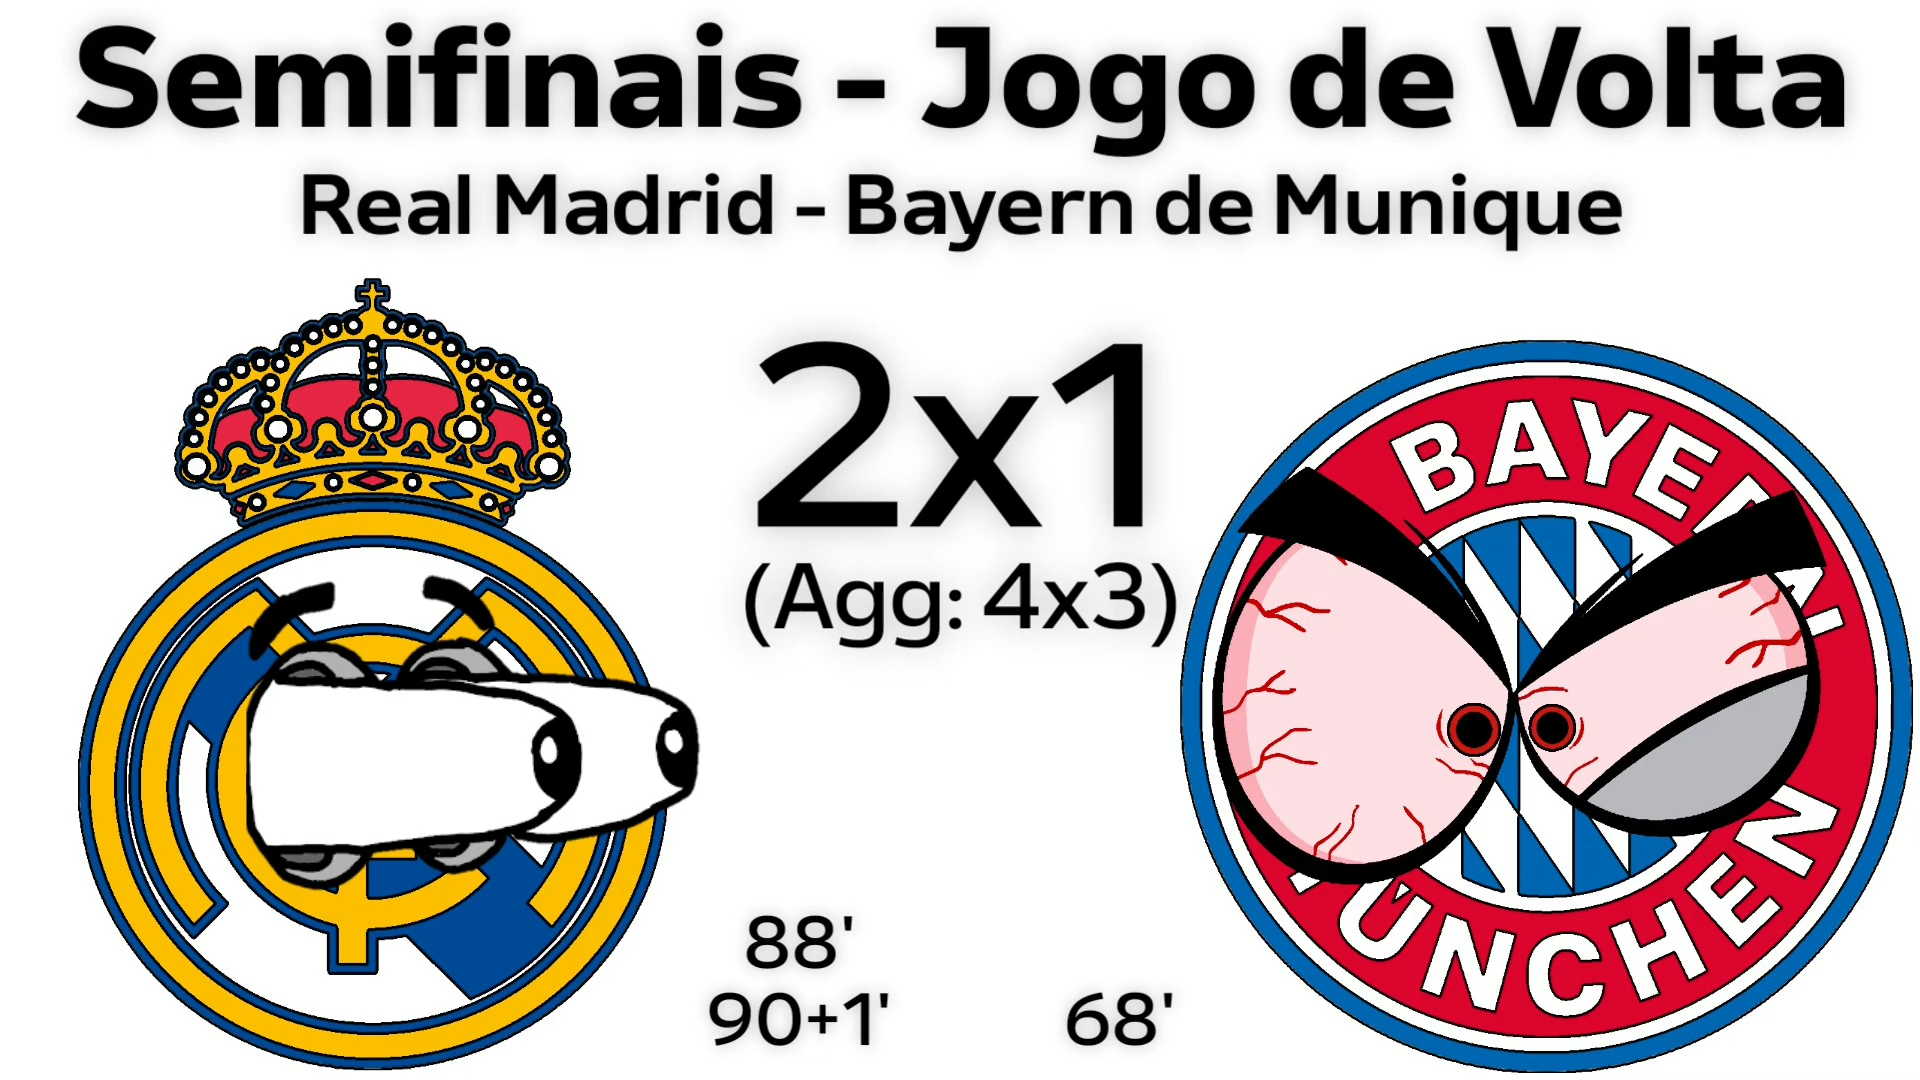 Semifinais - Jogo de Volta
Real Madrid - Bayern de Munique
2x1
(Agg: 4x3)
BAYERN
MÜNCHEN
88'
90+1'
68'